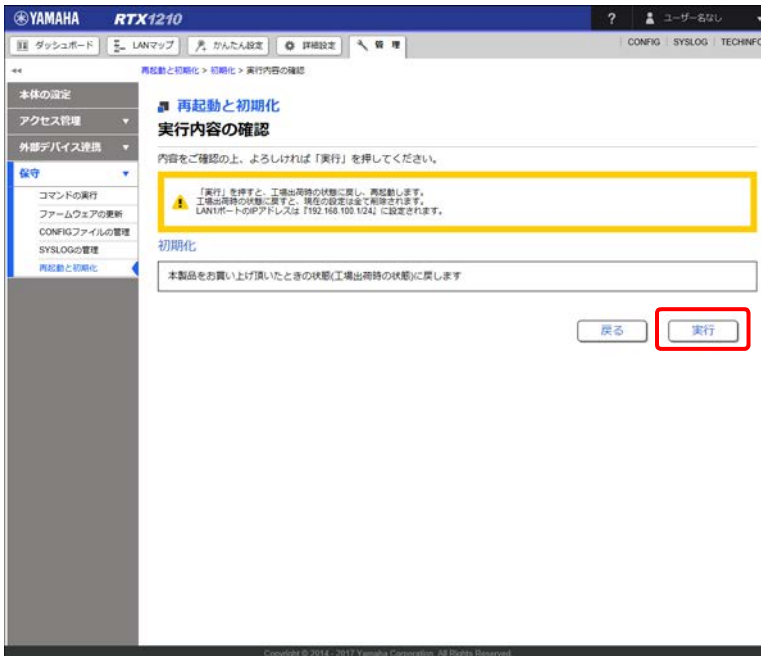 YAMAHA RTX1210 ? ユーザー名なし
ダッシュボード LANマップ かんたん設定 詳細設定 管理 CONFIG SYSLOG TECHINFO
再起動と初期化 > 初期化 > 実行内容の確認
本体の設定
アクセス管理
外部デバイス連携
保守
コマンドの実行
ファームウェアの更新
CONFIGファイルの管理
SYSLOGの管理
再起動と初期化
再起動と初期化
実行内容の確認
内容をご確認の上、よろしければ「実行」を押してください。
「実行」を押すと、工場出荷時の状態に戻し、再起動します。
工場出荷時の状態に戻すと、現在の設定は全て削除されます。
LAN1ポートのIPアドレスは「192.168.100.1/24」に設定されます。
初期化
本製品をお買い上げ頂いたときの状態(工場出荷時の状態)に戻します
戻る 実行
Copyright © 2014 - 2017 Yamaha Corporation. All Rights Reserved.